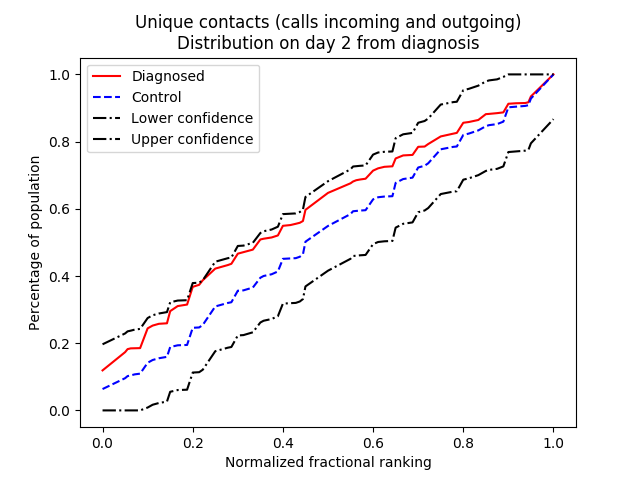 Unique contacts (calls incoming and outgoing)
Distribution on day 2 from diagnosis
Diagnosed
Control
Lower confidence
Upper confidence
1.0
0.8
0.6
0.4
0.2
0.0
Percentage of population
0.0 0.2 0.4 0.6 0.8 1.0
Normalized fractional ranking